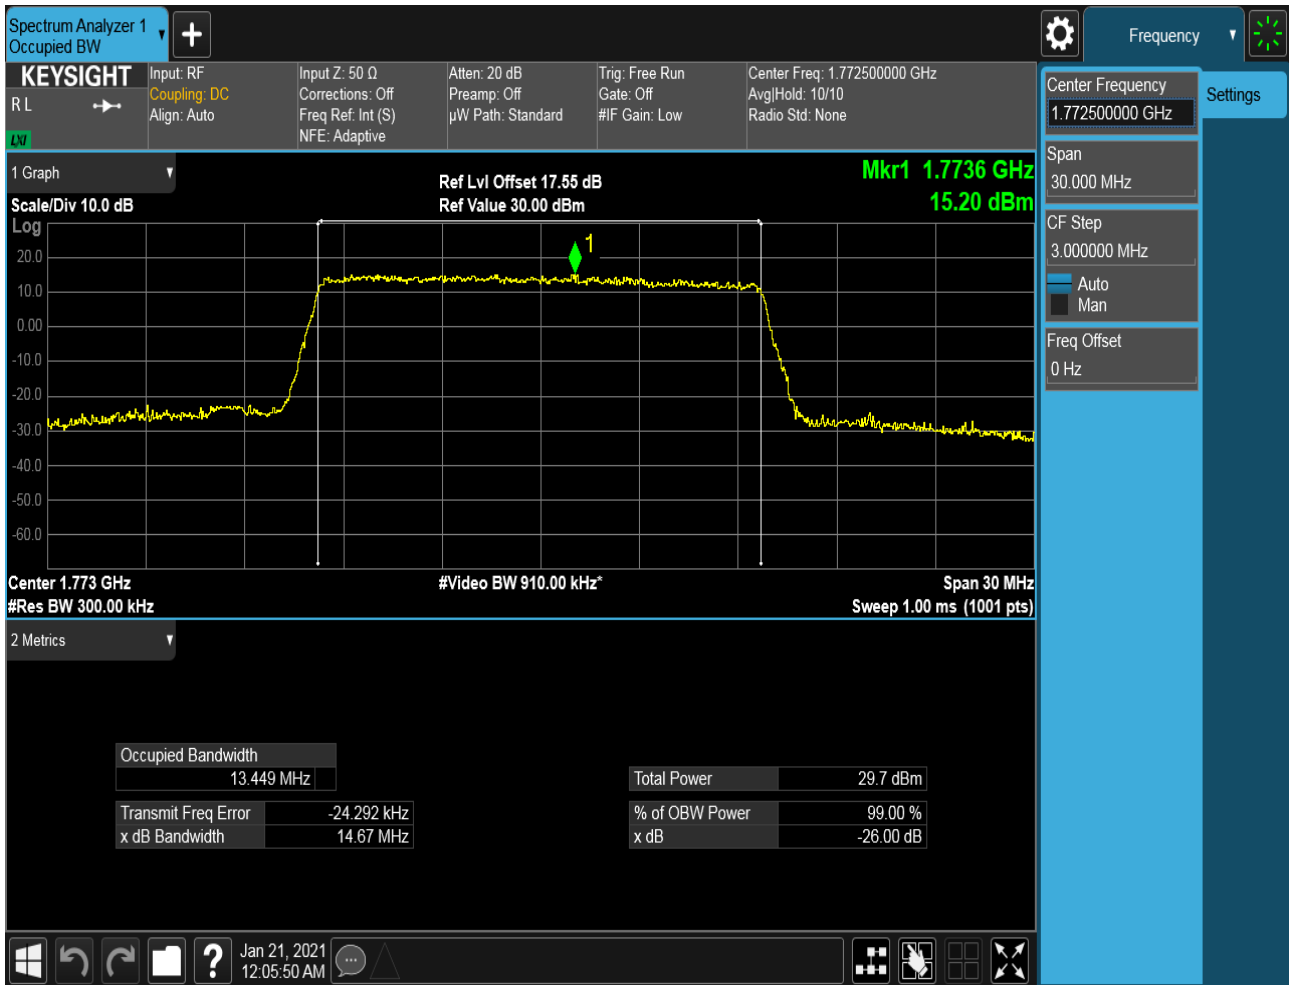 Spectrum Analyzer 1
Occupied BW
Frequency
KEYSIGHT
R L
LXI
Input: RF
Coupling: DC
Align: Auto
Input Z: 50 Ω
Corrections: Off
Freq Ref: Int (S)
NFE: Adaptive
Atten: 20 dB
Preamp: Off
µW Path: Standard
Trig: Free Run
Gate: Off
#IF Gain: Low
Center Freq: 1.772500000 GHz
Avg|Hold: 10/10
Radio Std: None
Center Frequency
1.772500000 GHz
Settings
Span
30.000 MHz
CF Step
3.000000 MHz
Auto
Man
Freq Offset
0 Hz
1 Graph
Scale/Div 10.0 dB
Ref Lvl Offset 17.55 dB
Ref Value 30.00 dBm
Mkr1 1.7736 GHz
15.20 dBm
Log
1
20.0
10.0
0.00
-10.0
-20.0
-30.0
-40.0
-50.0
-60.0
Center 1.773 GHz
#Res BW 300.00 kHz
#Video BW 910.00 kHz*
Span 30 MHz
Sweep 1.00 ms (1001 pts)
2 Metrics
Occupied Bandwidth
13.449 MHz
Transmit Freq Error -24.292 kHz
x dB Bandwidth 14.67 MHz
Total Power 29.7 dBm
% of OBW Power 99.00 %
x dB -26.00 dB
?
Jan 21, 2021
12:05:50 AM